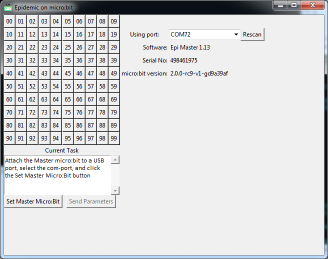 Epidemic on micro:bit
00 01 02 03 04 05 06 07 08 09
10 11 12 13 14 15 16 17 18 19
20 21 22 23 24 25 26 27 28 29
30 31 32 33 34 35 36 37 38 39
40 41 42 43 44 45 46 47 48 49
50 51 52 53 54 55 56 57 58 59
60 61 62 63 64 65 66 67 68 69
70 71 72 73 74 75 76 77 78 79
80 81 82 83 84 85 86 87 88 89
90 91 92 93 94 95 96 97 98 99
Using port: COM72 Rescan
Software: Epi Master 1.13
Serial No: 498461975
micro:bit version: 2.0.0-rc9-v1-gd9a39af
Current Task
Attach the Master micro:bit to a USB
port, select the com-port, and click
the Set Master Micro:Bit button
Set Master Micro:Bit Send Parameters